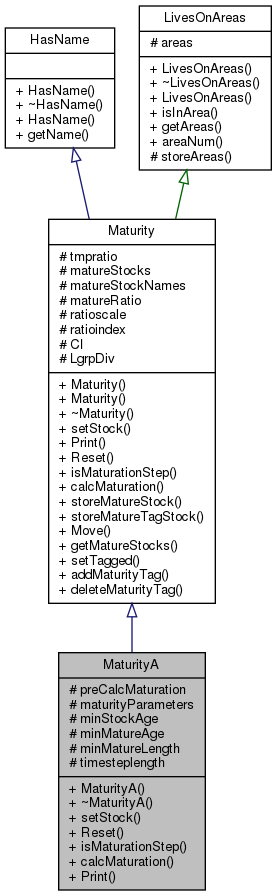 HasName
+ HasName()
+ ~HasName()
+ HasName()
+ getName()
LivesOnAreas
# areas
+ LivesOnAreas()
+ ~LivesOnAreas()
+ LivesOnAreas()
+ isInArea()
+ getAreas()
+ areaNum()
# storeAreas()
Maturity
# tmpratio
# matureStocks
# matureStockNames
# matureRatio
# ratioscale
# ratioindex
# CI
# LgrpDiv
+ Maturity()
+ Maturity()
+ ~Maturity()
+ setStock()
+ Print()
+ Reset()
+ isMaturationStep()
+ calcMaturation()
+ storeMatureStock()
+ storeMatureTagStock()
+ Move()
+ getMatureStocks()
+ setTagged()
+ addMaturityTag()
+ deleteMaturityTag()
MaturityA
# preCalcMaturation
# maturityParameters
# minStockAge
# minMatureAge
# minMatureLength
# timesteplength
+ MaturityA()
+ ~MaturityA()
+ setStock()
+ Reset()
+ isMaturationStep()
+ calcMaturation()
+ Print()